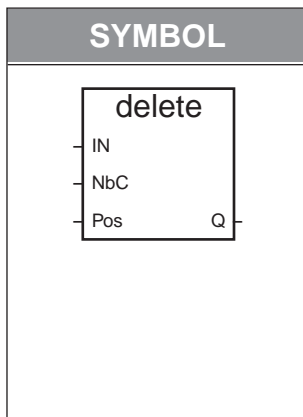 SYMBOL
delete
IN
NbC
Pos Q